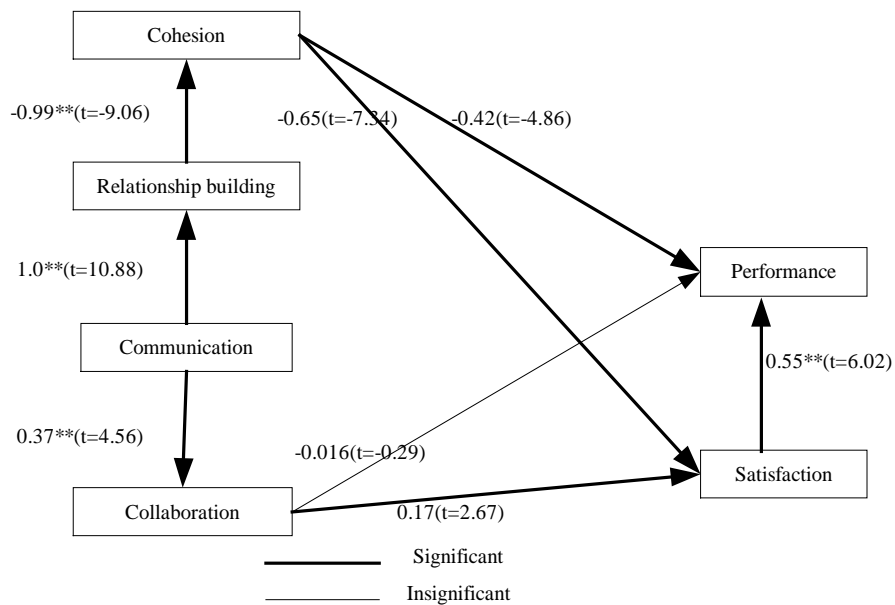 Cohesion
-0.99**(t=-9.06)
-0.65(t=-7.34)
-0.42(t=-4.86)
Relationship building
1.0**(t=10.88)
Performance
Communication
0.55**(t=6.02)
0.37**(t=4.56)
-0.016(t=-0.29)
Satisfaction
Collaboration
0.17(t=2.67)
Significant
Insignificant